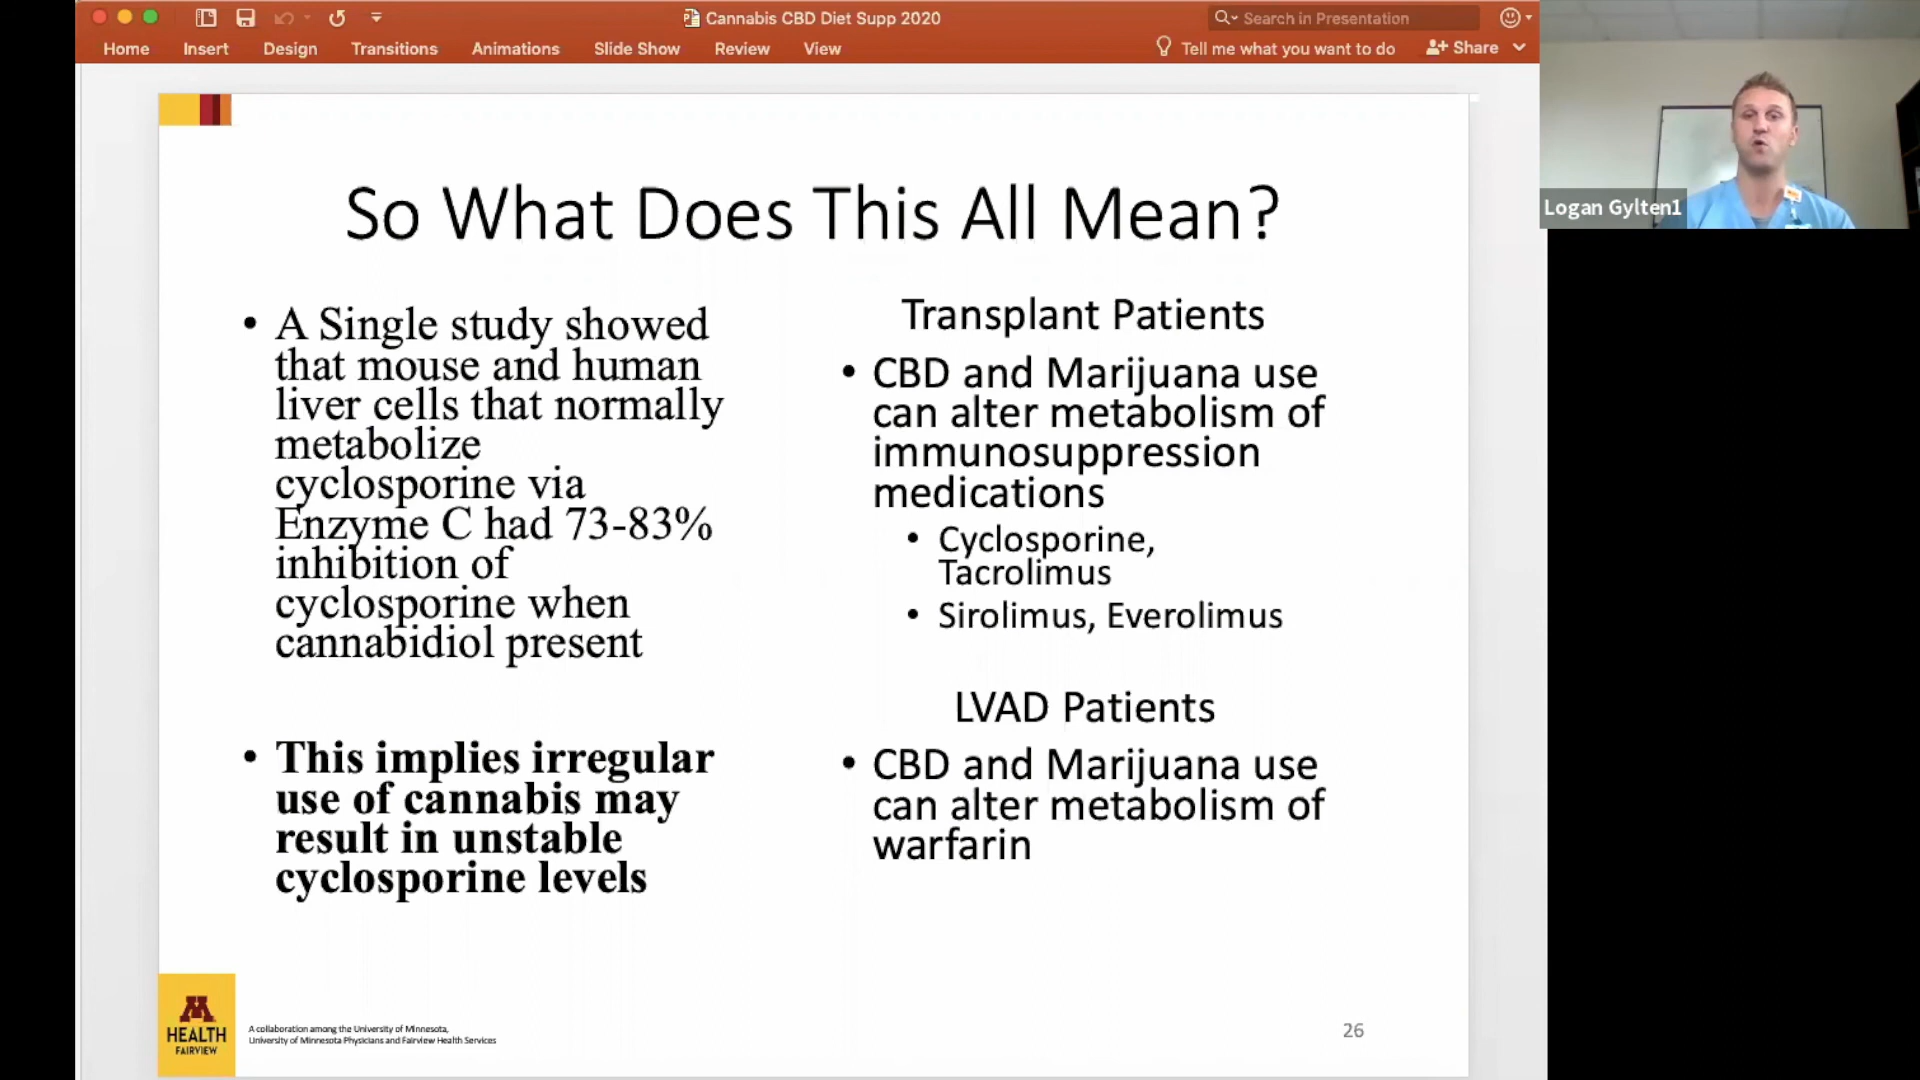 Cannabis CBD Diet Supp 2020
Search in Presentation
Home Insert Design Transitions Animations Slide Show Review View
Tell me what you want to do
Share
Logan Gylten1
So What Does This All Mean?
• A Single study showed
that mouse and human
liver cells that normally
metabolize
cyclosporine via
Enzyme C had 73-83%
inhibition of
cyclosporine when
cannabidiol present
• This implies irregular
use of cannabis may
result in unstable
cyclosporine levels
Transplant Patients
• CBD and Marijuana use
can alter metabolism of
immunosuppression
medications
• Cyclosporine,
Tacrolimus
• Sirolimus, Everolimus
LVAD Patients
• CBD and Marijuana use
can alter metabolism of
warfarin
M
HEALTH
FAIRVIEW
A collaboration among the University of Minnesota,
University of Minnesota Physicians and Fairview Health Services
26